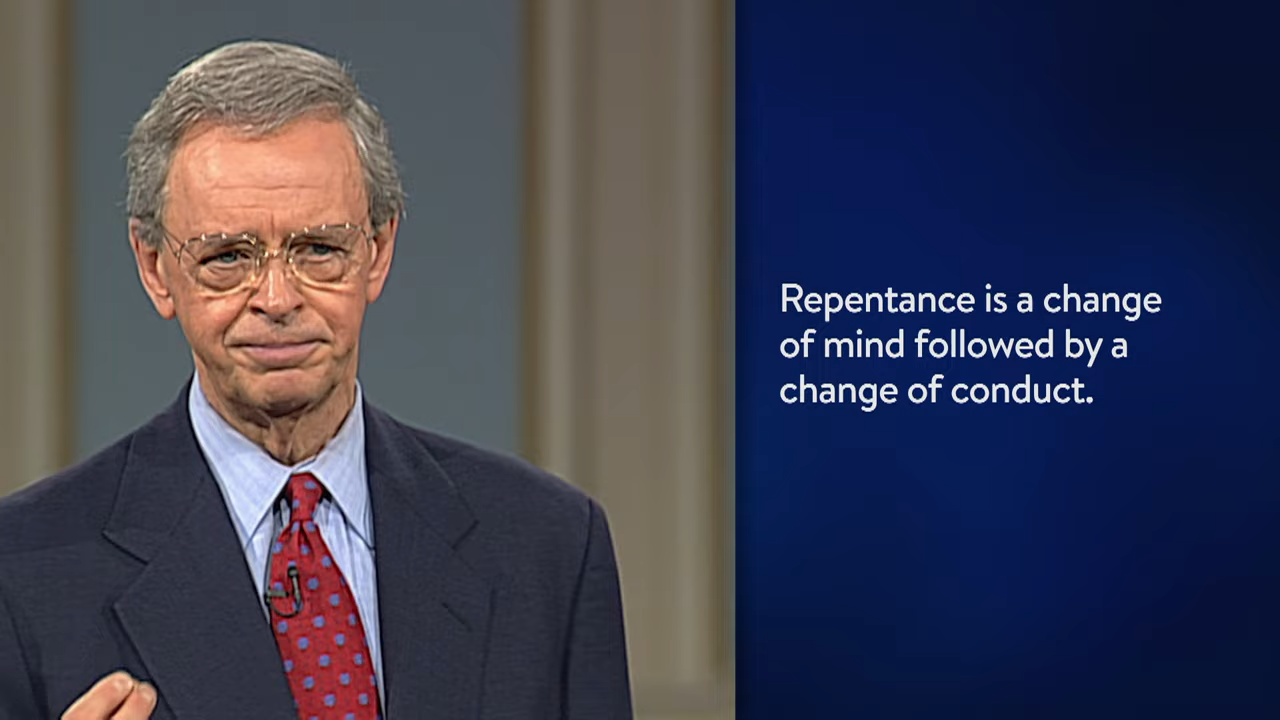 Repentance is a change
of mind followed by a
change of conduct.